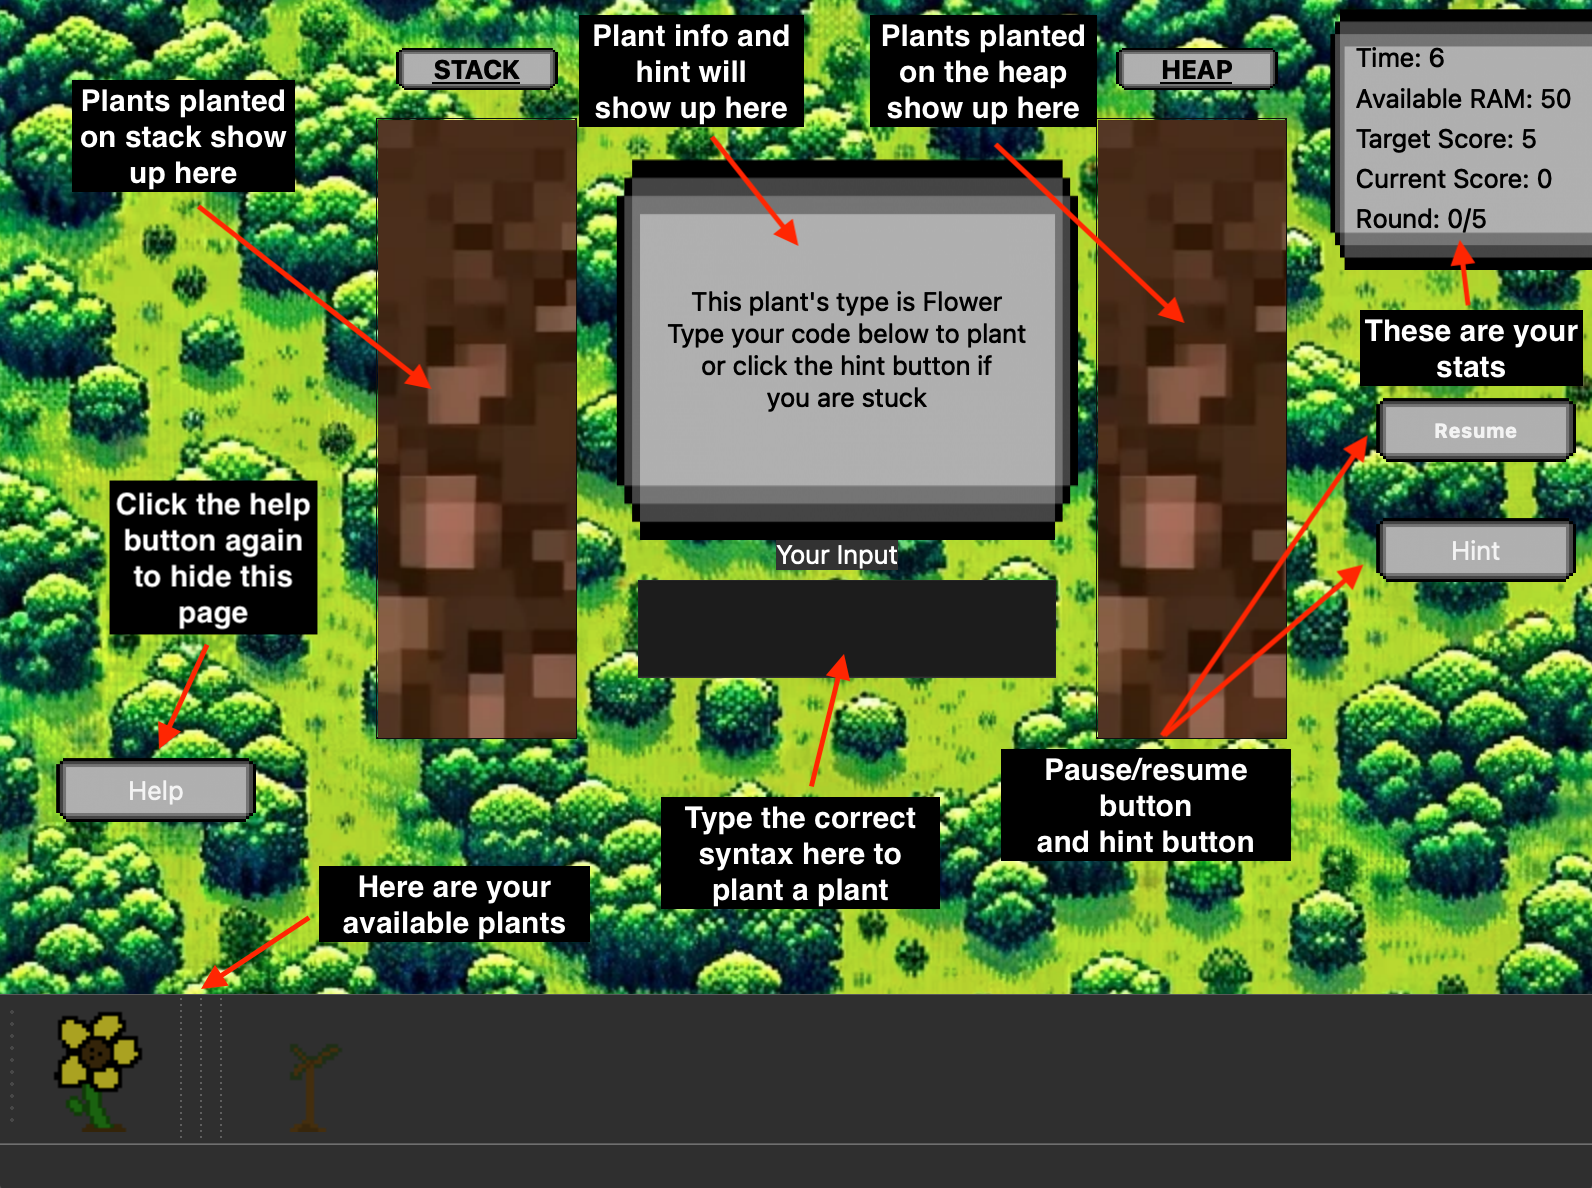 Plants planted
on stack show
up here
STACK
Plant info and
hint will
show up here
Plants planted
on the heap
show up here
HEAP
Time: 6
Available RAM: 50
Target Score: 5
Current Score: 0
Round: 0/5
These are your
stats
This plant's type is Flower
Type your code below to plant
or click the hint button if
you are stuck
Resume
Hint
Click the help
button again
to hide this
page
Your Input
Help
Type the correct
syntax here to
plant a plant
Pause/resume
button
and hint button
Here are your
available plants